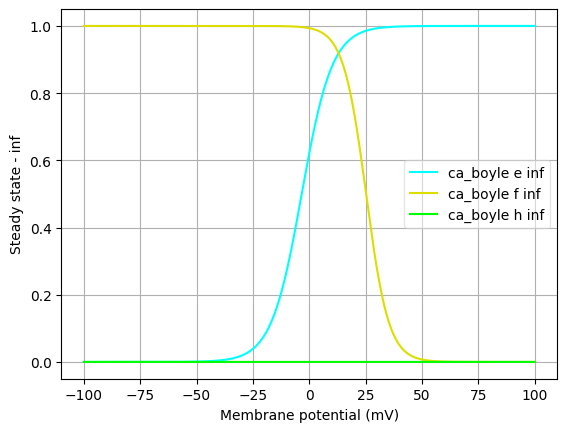 1.0
0.8
0.6
0.4
0.2
0.0
Steady state - inf
ca_boyle e inf
ca_boyle f inf
ca_boyle h inf
−100 −75 −50 −25 0 25 50 75 100
Membrane potential (mV)